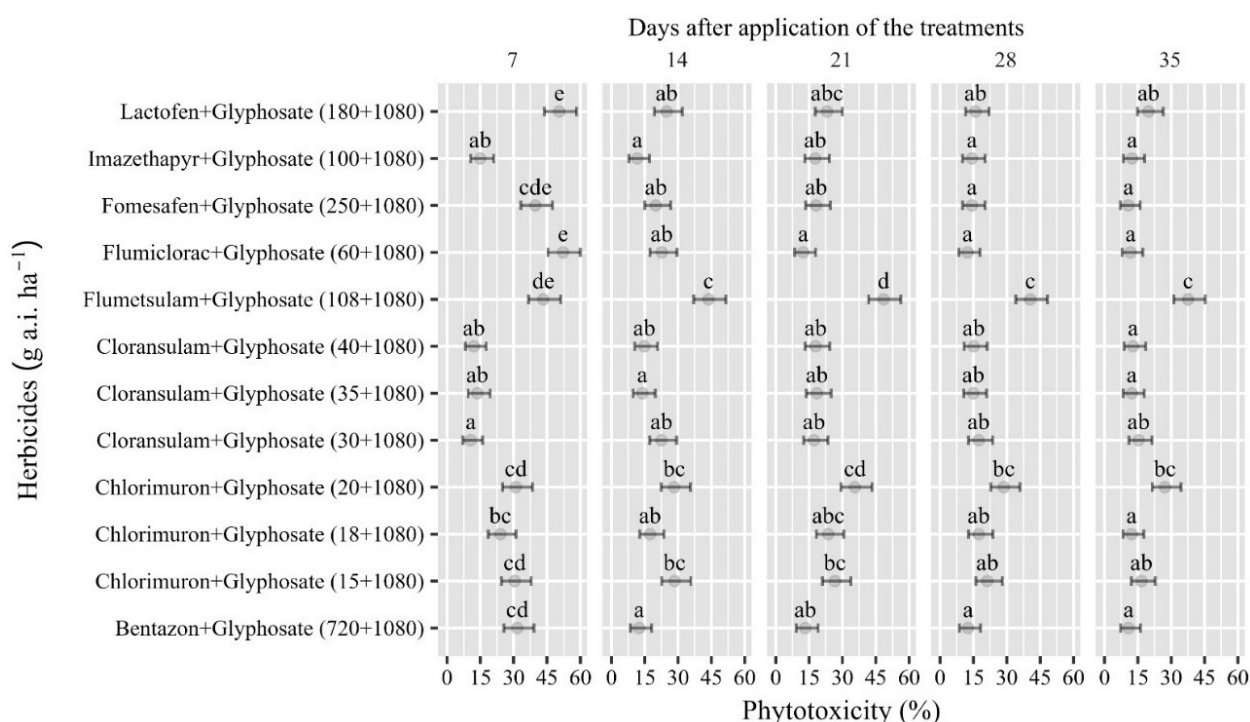 Days after application of the treatments
7 14 21 28 35
Herbicides (g a.i. ha⁻¹)
Lactofen+Glyphosate (180+1080) e ab abc ab ab
Imazethapyr+Glyphosate (100+1080) ab a ab a a
Fomesafen+Glyphosate (250+1080) cde ab ab a a
Flumiclorac+Glyphosate (60+1080) e ab a a a
Flumetsulam+Glyphosate (108+1080) de c d c c
Cloransulam+Glyphosate (40+1080) ab ab ab ab a
Cloransulam+Glyphosate (35+1080) ab a ab ab a
Cloransulam+Glyphosate (30+1080) a ab ab ab ab
Chlorimuron+Glyphosate (20+1080) cd bc cd bc bc
Chlorimuron+Glyphosate (18+1080) bc ab abc ab a
Chlorimuron+Glyphosate (15+1080) cd bc bc ab ab
Bentazon+Glyphosate (720+1080) cd a ab a a
0 15 30 45 60 0 15 30 45 60 0 15 30 45 60 0 15 30 45 60 0 15 30 45 60
Phytotoxicity (%)